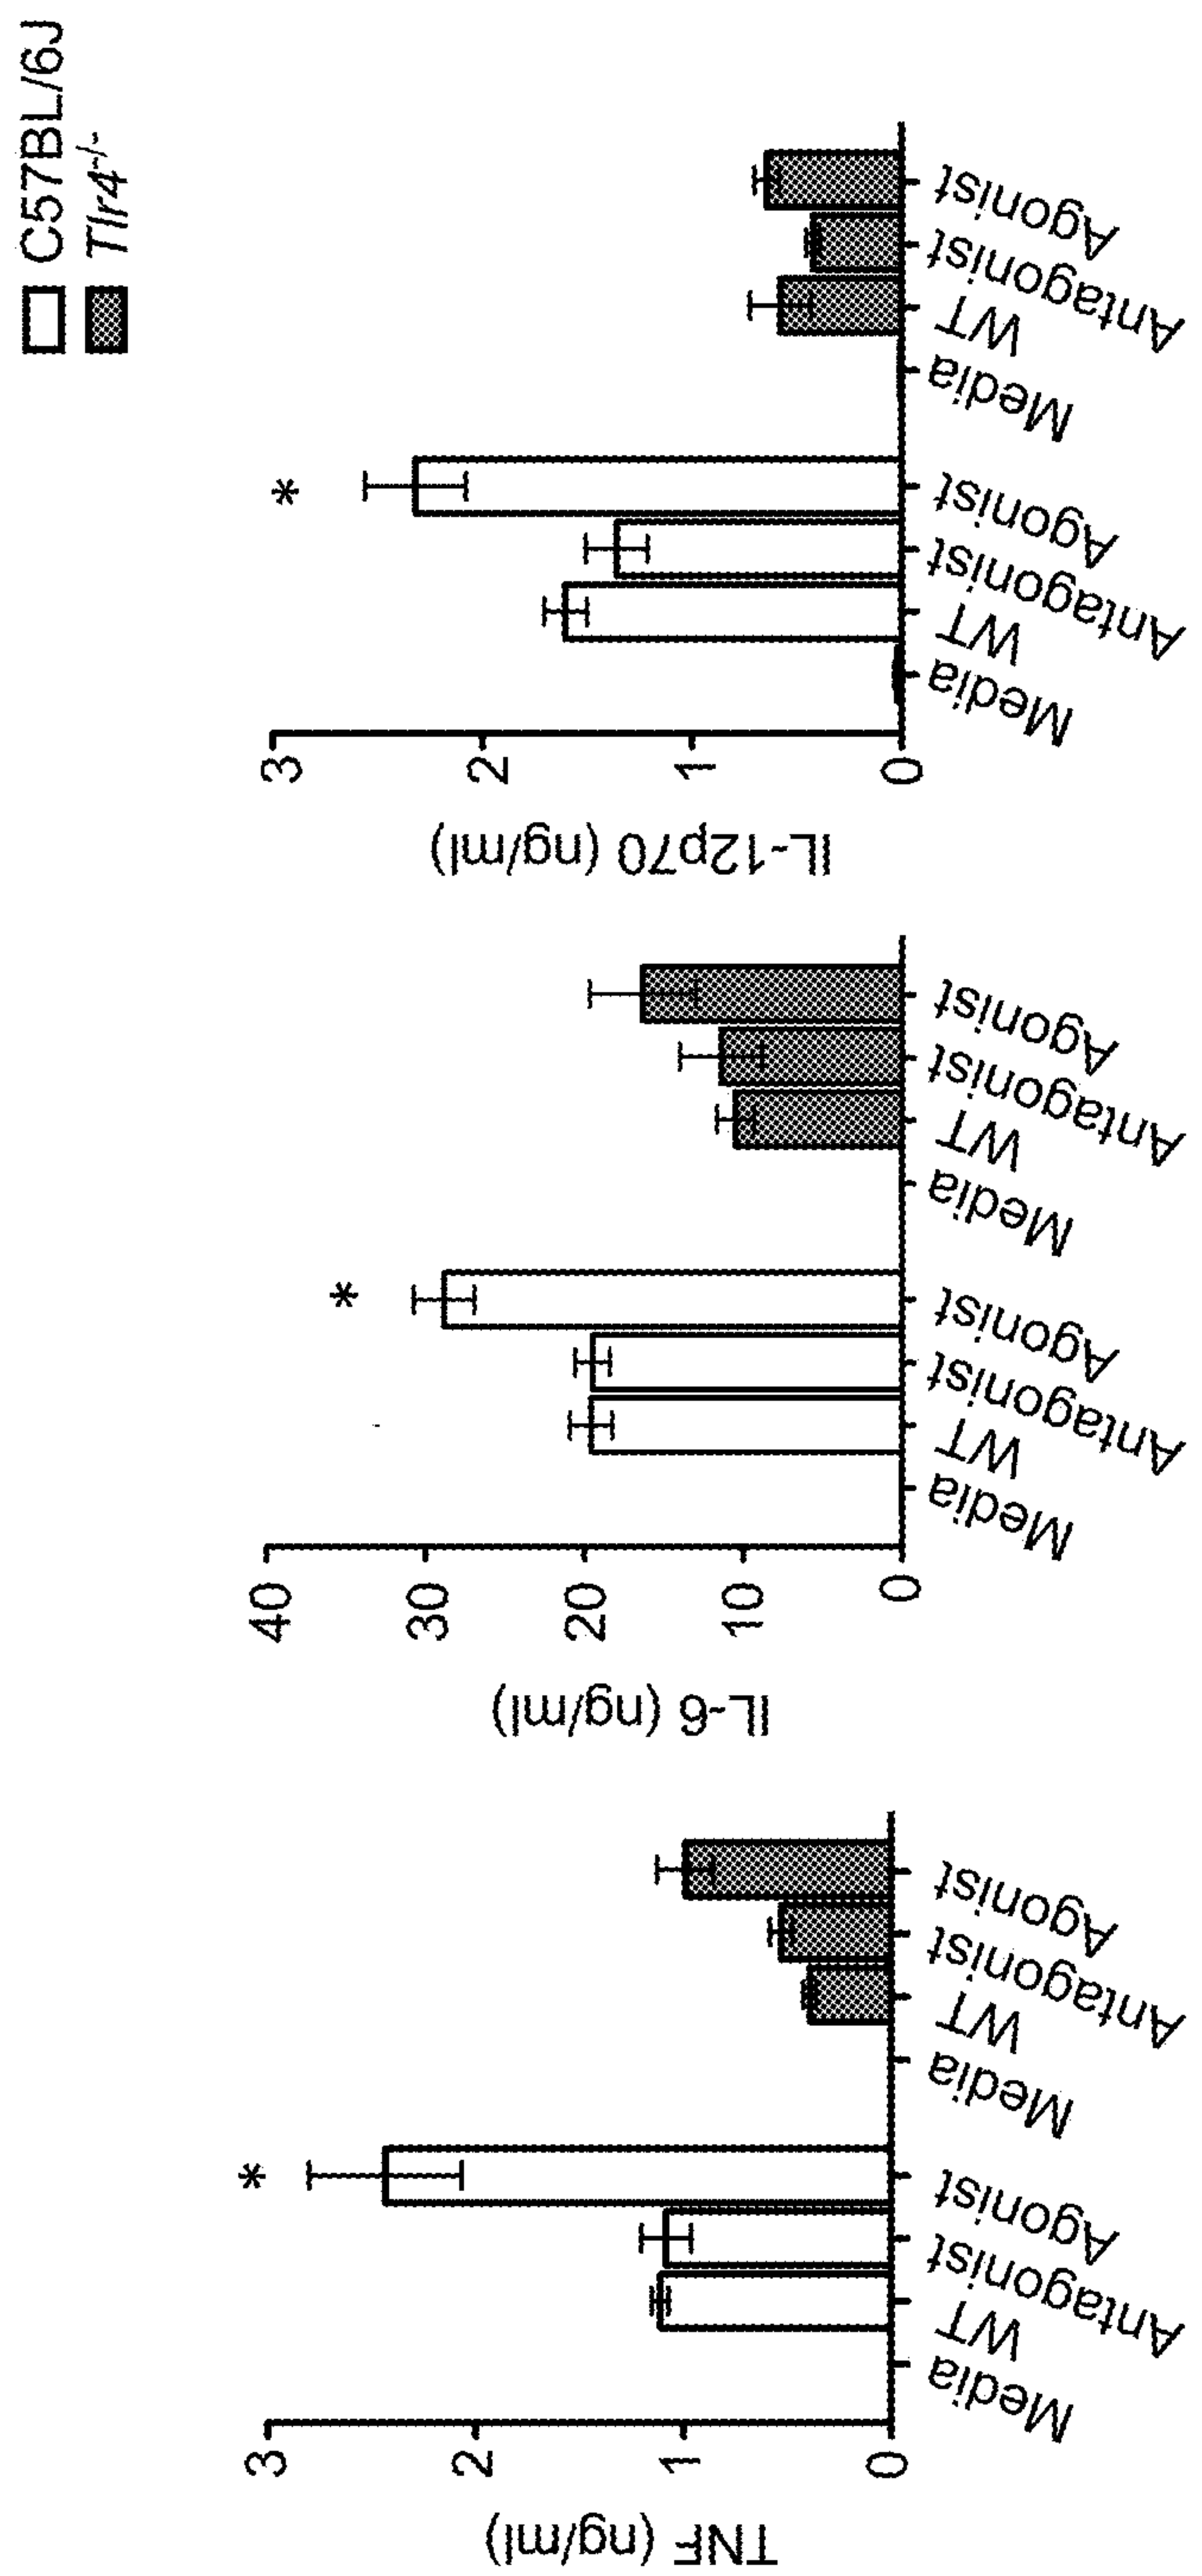 C57BL/6J
Tlr4-/-
TNF (ng/ml)
3
2
1
0
Media
WT
Antagonist
Agonist
Media
WT
Antagonist
Agonist
*
IL-6 (ng/ml)
40
30
20
10
0
Media
WT
Antagonist
Agonist
Media
WT
Antagonist
Agonist
*
IL-12p70 (ng/ml)
3
2
1
0
Media
WT
Antagonist
Agonist
Media
WT
Antagonist
Agonist
*